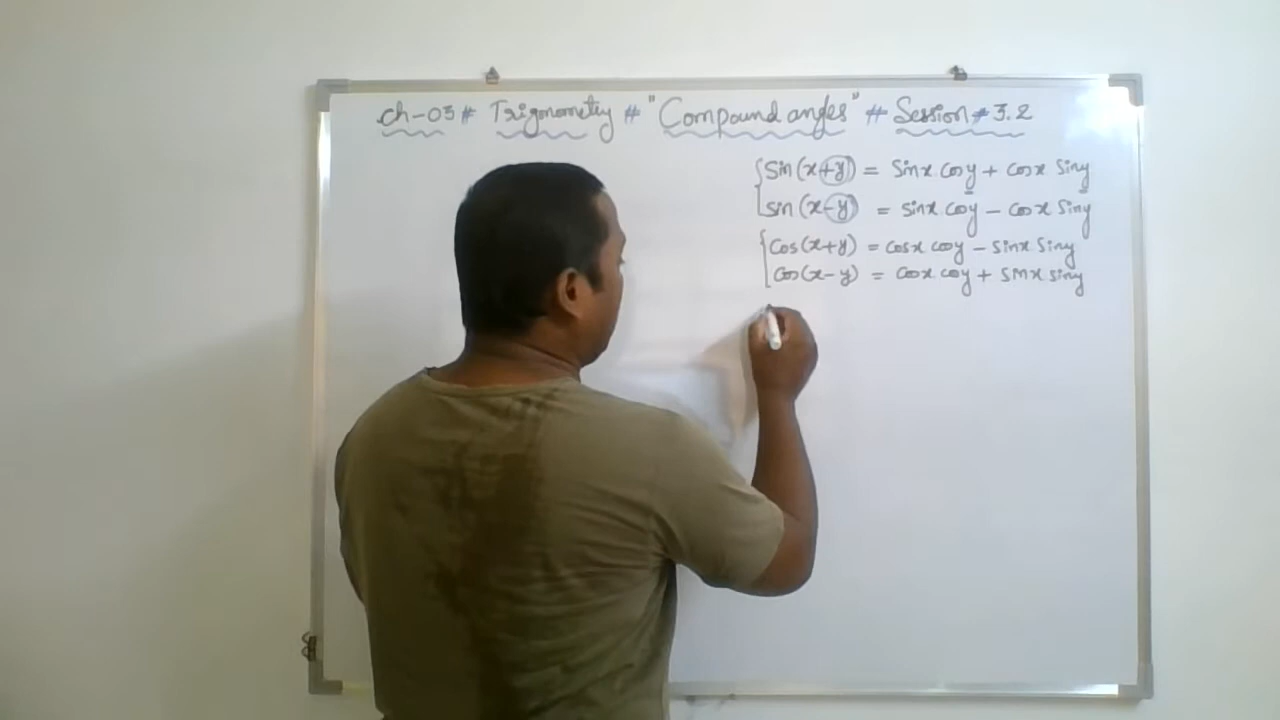 ch-03 # Trigonometry # "Compound angles" # Session # 3.2
Sin(x+y) = Sinx cosy + cosx Siny
sin(x-y) = sinx cosy - cosx Siny
Cos(x+y) = cosx cosy - sinx Siny
cos(x-y) = cosx cosy + sinx siny